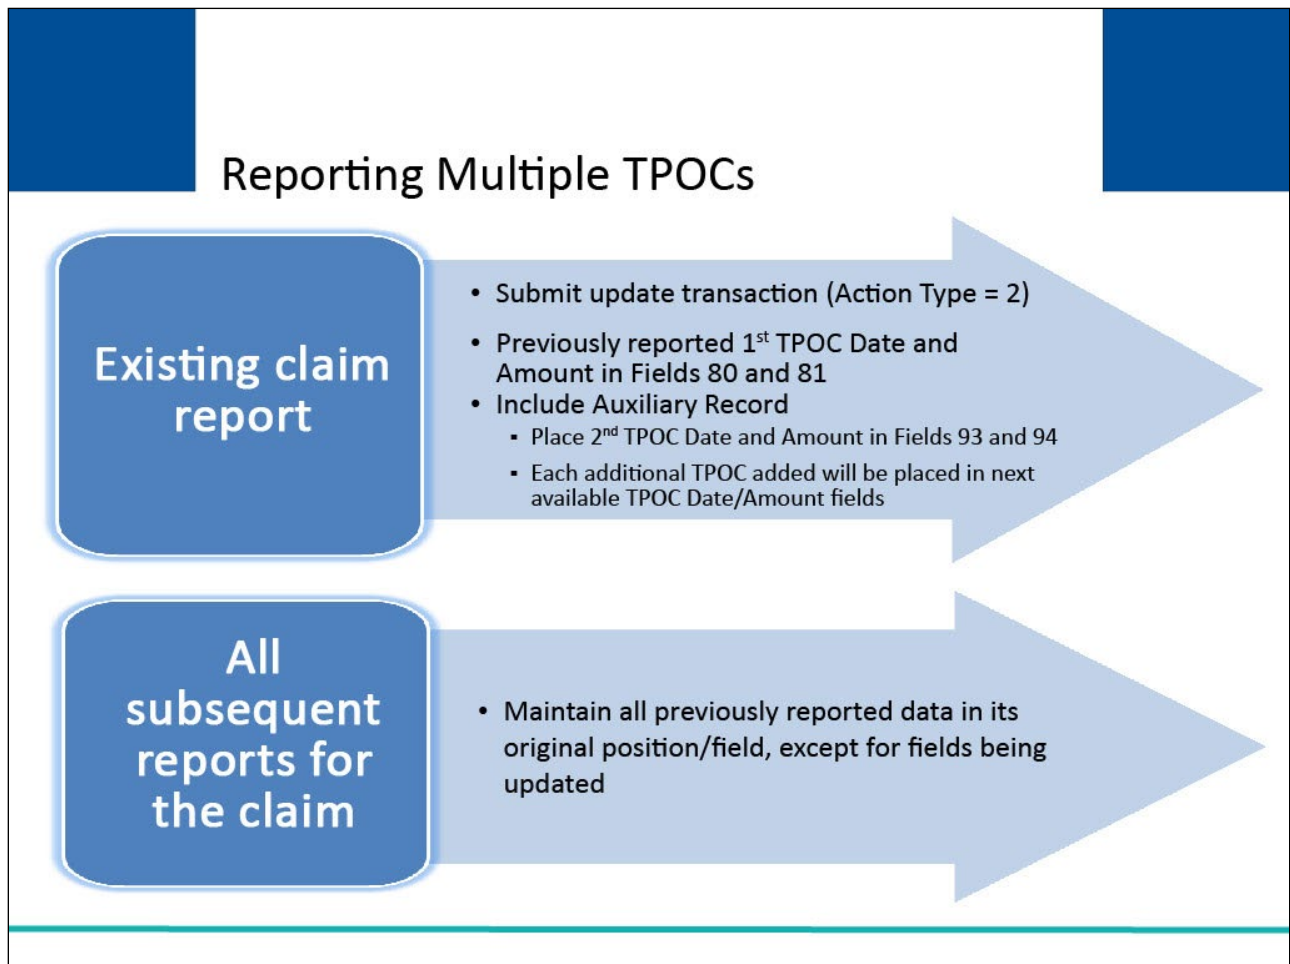 Reporting Multiple TPOCs
Existing claim
report
• Submit update transaction (Action Type = 2)
• Previously reported 1st TPOC Date and
Amount in Fields 80 and 81
• Include Auxiliary Record
▪ Place 2nd TPOC Date and Amount in Fields 93 and 94
▪ Each additional TPOC added will be placed in next
available TPOC Date/Amount fields
All
subsequent
reports for
the claim
• Maintain all previously reported data in its
original position/field, except for fields being
updated